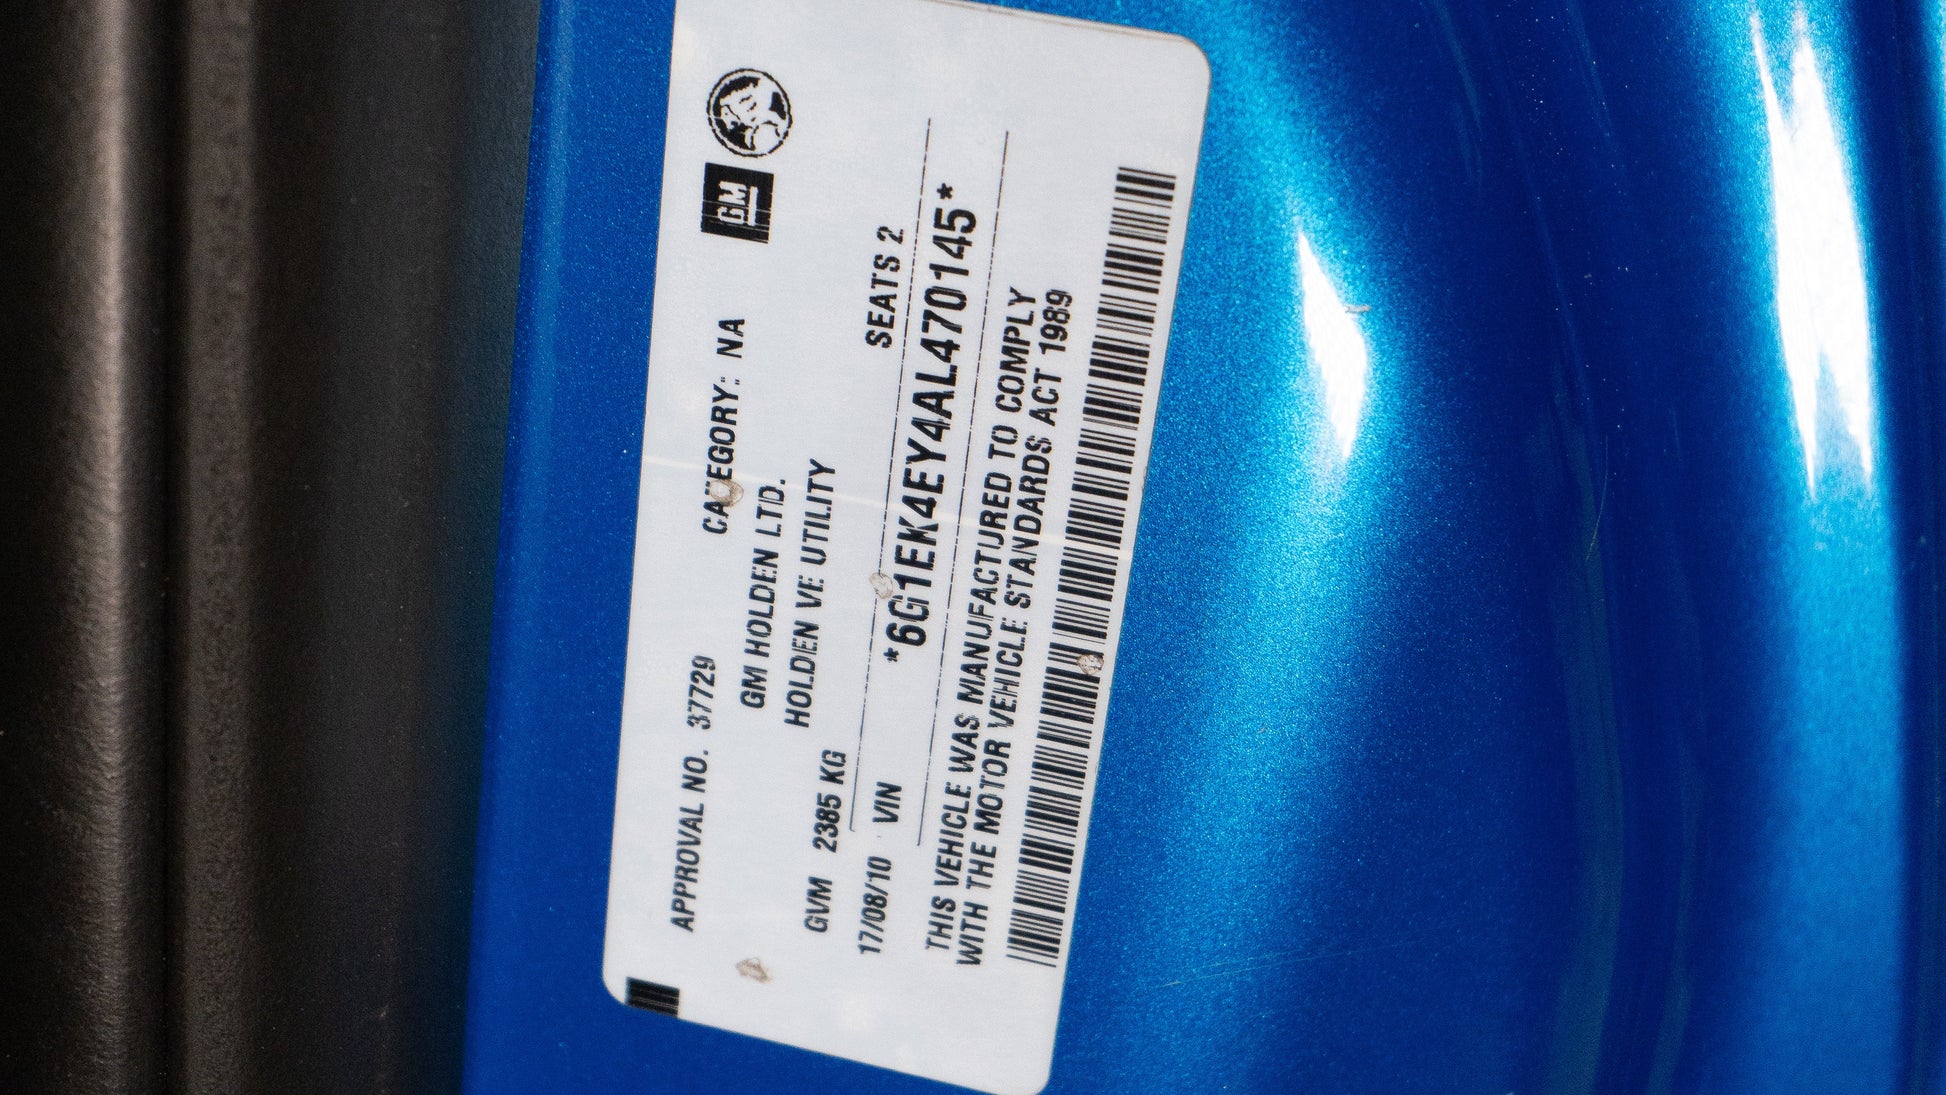 APPROVAL NO. 37729 CATEGORY: NA GM
GM HOLDEN LTD.
HOLDEN VE UTILITY
GVM 2385 KG SEATS 2
17/08/10 VIN *6G1EK4EY4AL470145*
THIS VEHICLE WAS MANUFACTURED TO COMPLY
WITH THE MOTOR VEHICLE STANDARDS ACT 1989